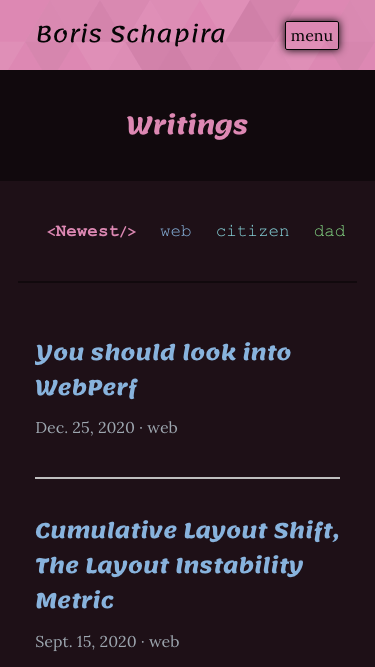 Boris Schapira
menu
Writings
<Newest/> web citizen dad
You should look into
WebPerf
Dec. 25, 2020 · web
Cumulative Layout Shift,
The Layout Instability
Metric
Sept. 15, 2020 · web